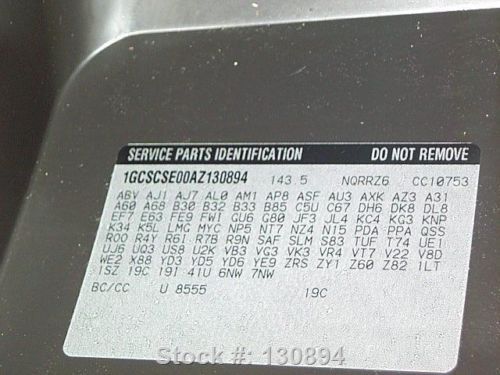 SERVICE PARTS IDENTIFICATION DO NOT REMOVE
1GCSCSE00AZ130894 143.5 NQRRZ6 CC10753
ABV AJ1 AJ7 AL0 AM1 AP8 ASF AU3 AXK AZ3 A31
A60 A68 B30 B32 B33 B85 C5U C67 DH6 DK8 DL8
EF7 E63 FE9 FWI GU6 G80 JF3 JL4 KC4 KG3 KNP
K34 K5L LMG MYC NP5 NT7 NZ4 N15 PDA PPA QSS
R00 R4Y R6I R7B R9N SAF SLM S83 TUF T74 UE1
UJ6 UQ3 US8 U2K VB3 VG3 VK3 VR4 VT7 V22 V8D
WE2 X88 YD3 YD5 YD6 YE9 ZRS ZY1 Z60 Z82 1LT
1SZ 19C 19I 41U 6NW 7NW
BC/CC U 8555 19C
Stock #: 130894